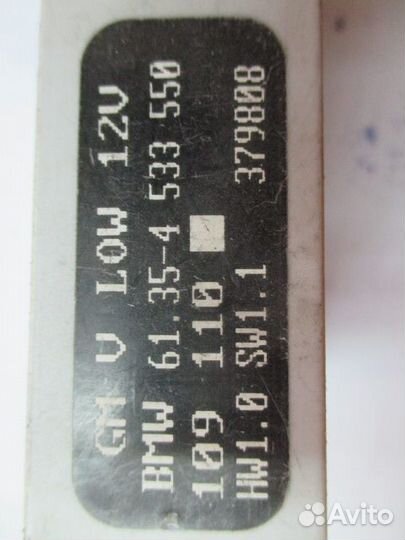 GM V LOW 12V
BMW 61.35-4 533 550
109 110
HW1.0 SW1.1 379808
Avito